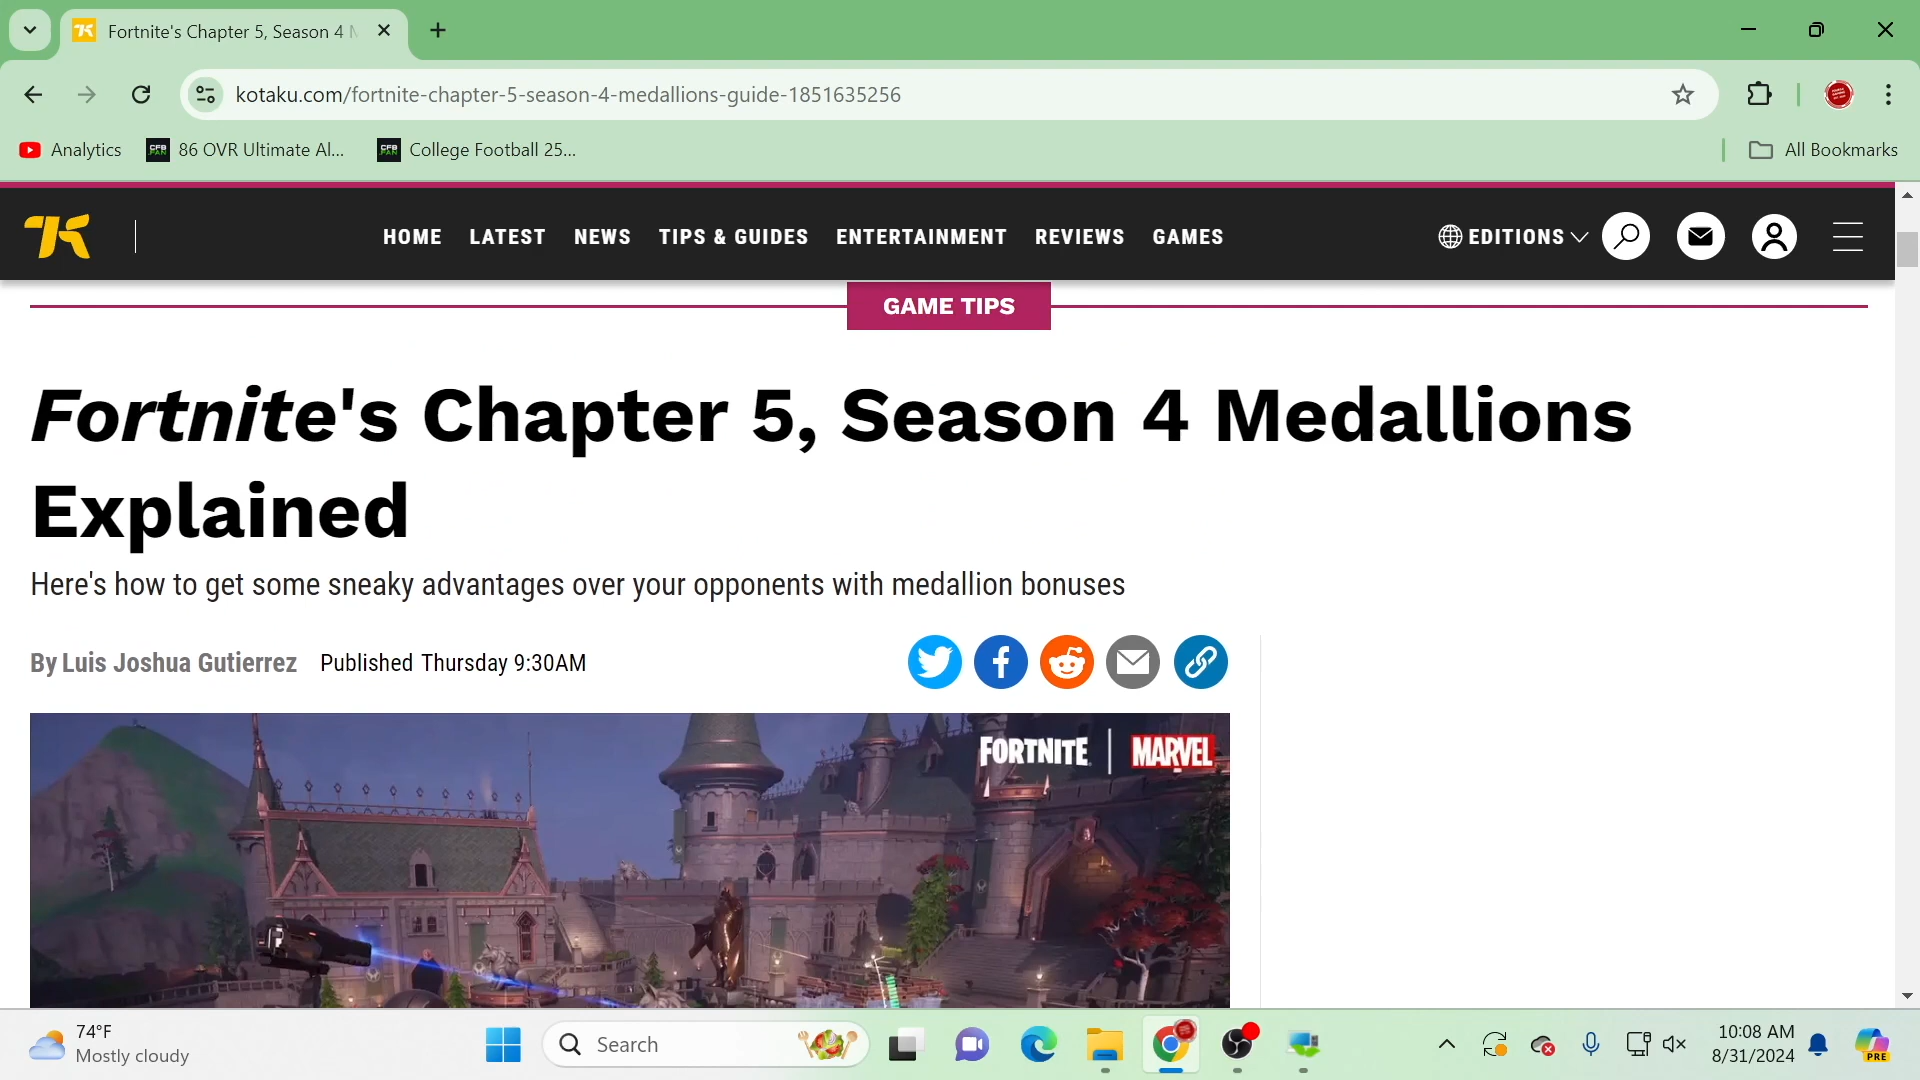 Fortnite's Chapter 5, Season 4 M
kotaku.com/fortnite-chapter-5-season-4-medallions-guide-1851635256
Analytics
86 OVR Ultimate Al...
College Football 25...
All Bookmarks
HOME LATEST NEWS TIPS & GUIDES ENTERTAINMENT REVIEWS GAMES EDITIONS
GAME TIPS
Fortnite's Chapter 5, Season 4 Medallions
Explained
Here's how to get some sneaky advantages over your opponents with medallion bonuses
By Luis Joshua Gutierrez Published Thursday 9:30AM
FORTNITE | MARVEL
74°F
Mostly cloudy
Search
PRE
10:08 AM
8/31/2024